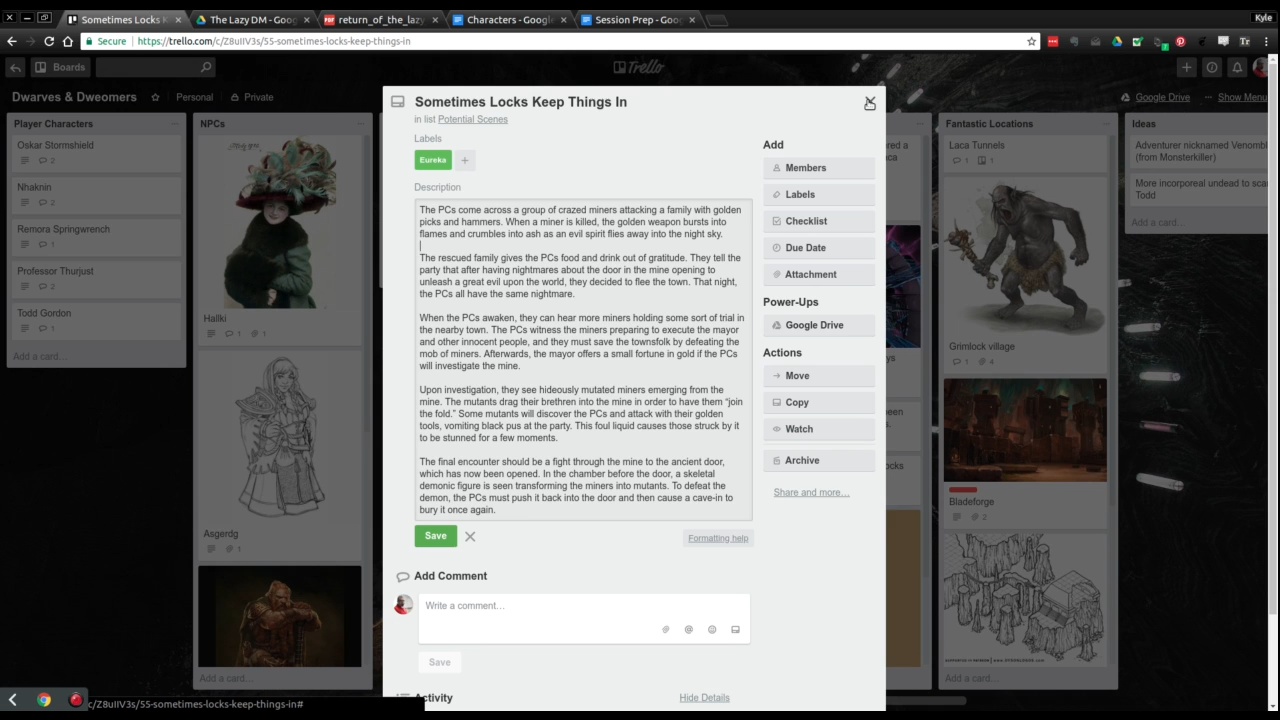 Sometimes Locks K
The Lazy DM - Goog
return_of_the_lazy
Characters - Google
Session Prep - Goo
Kyle
Secure
https://trello.com/c/Z8uIIV3s/55-sometimes-locks-keep-things-in
Boards
Trello
Dwarves & Dweomers
Personal
Private
Google Drive
Show Menu
Player Characters
Oskar Stormshield
2
Nhaknin
2
Remora Springwrench
1
Professor Thurjust
2
Todd Gordon
1
Add a card…
NPCs
Hallki
1
1
Asgerdg
1
Add a card…
Sometimes Locks Keep Things In
in list Potential Scenes
Labels
Eureka
Description
The PCs come across a group of crazed miners attacking a family with golden
picks and hammers. When a miner is killed, the golden weapon bursts into
flames and crumbles into ash as an evil spirit flies away into the night sky.
The rescued family gives the PCs food and drink out of gratitude. They tell the
party that after having nightmares about the door in the mine opening to
unleash a great evil upon the world, they decided to flee the town. That night,
the PCs all have the same nightmare.
When the PCs awaken, they can hear more miners holding some sort of trial in
the nearby town. The PCs witness the miners preparing to execute the mayor
and other innocent people, and they must save the townsfolk by defeating the
mob of miners. Afterwards, the mayor offers a small fortune in gold if the PCs
will investigate the mine.
Upon investigation, they see hideously mutated miners emerging from the
mine. The mutants drag their brethren into the mine in order to have them “join
the fold.” Some mutants will discover the PCs and attack with their golden
tools, vomiting black pus at the party. This foul liquid causes those struck by it
to be stunned for a few moments.
The final encounter should be a fight through the mine to the ancient door,
which has now been opened. In the chamber before the door, a skeletal
demonic figure is seen transforming the miners into mutants. To defeat the
demon, the PCs must push it back into the door and then cause a cave-in to
bury it once again.
Save
Formatting help
Add Comment
Write a comment…
Save
Activity
Hide Details
Add
Members
Labels
Checklist
Due Date
Attachment
Power-Ups
Google Drive
Actions
Move
Copy
Watch
Archive
Share and more…
Fantastic Locations
Laca Tunnels
1
1
Grimlock village
1
4
Bladeforge
2
Add a card…
Ideas
Adventurer nicknamed Venombl
(from Monsterkiller)
More incorporeal undead to sca
Todd
c/Z8uIIV3s/55-sometimes-locks-keep-things-in#